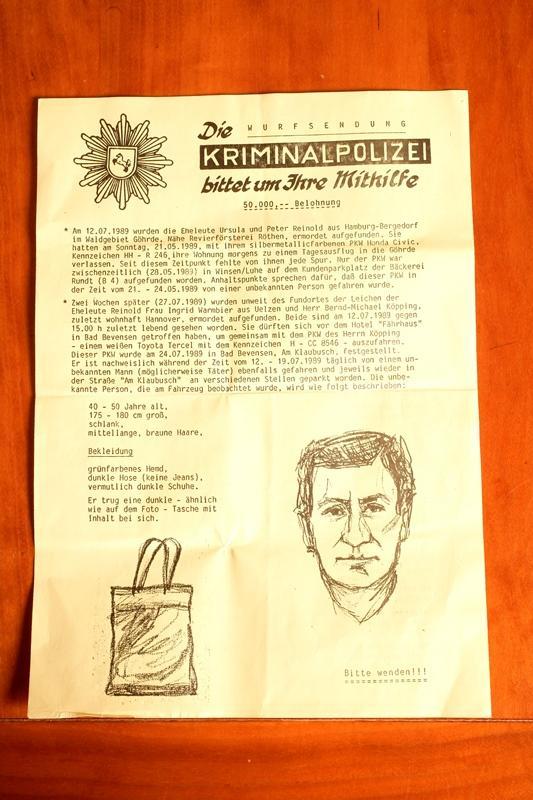 Die WURFSENDUNG
KRIMINALPOLIZEI
bittet um Ihre Mithilfe
50.000,-- Belohnung
* Am 12.07.1989 wurden die Eheleute Ursula und Peter Reinold aus Hamburg-Bergedorf
im Waldgebiet Göhrde, Nähe Revierförsterei Röthen, ermordet aufgefunden. Sie
hatten am Sonntag, 21.05.1989, mit ihrem silbermetallicfarbenen PKW Honda Civic,
Kennzeichen HH - R 246, ihre Wohnung morgens zu einem Tagesausflug in die Göhrde
verlassen. Seit diesem Zeitpunkt fehlte von ihnen jede Spur. Nur der PKW war
zwischenzeitlich (28.05.1989) in Winsen/Luhe auf dem Kundenparkplatz der Bäckerei
Rundt (B 4) aufgefunden worden. Anhaltspunkte sprechen dafür, daß dieser PKW in
der Zeit vom 21. - 24.05.1989 von einer unbekannten Person gefahren wurde.
* Zwei Wochen später (27.07.1989) wurden unweit des Fundortes der Leichen der
Eheleute Reinold Frau Ingrid Warmbier aus Uelzen und Herr Bernd-Michael Köpping,
zuletzt wohnhaft Hannover, ermordet aufgefunden. Beide sind am 12.07.1989 gegen
15.00 h zuletzt lebend gesehen worden. Sie dürften sich vor dem Hotel "Fährhaus"
in Bad Bevensen getroffen haben, um gemeinsam mit dem PKW des Herrn Köpping
- einem weißen Toyota Tercel mit dem Kennzeichen H - CC 8546 - auszufahren.
Dieser PKW wurde am 24.07.1989 in Bad Bevensen, Am Klaubusch, festgestellt.
Er ist nachweislich während der Zeit vom 12. - 19.07.1989 täglich von einem un-
bekannten Mann (möglicherweise Täter) ebenfalls gefahren und jeweils wieder in
der Straße "Am Klaubusch" an verschiedenen Stellen geparkt worden. Die unbe-
kannte Person, die am Fahrzeug beobachtet wurde, wird wie folgt beschrieben:
40 - 50 Jahre alt,
175 - 180 cm groß,
schlank,
mittellange, braune Haare,
Bekleidung
grünfarbenes Hemd,
dunkle Hose (keine Jeans),
vermutlich dunkle Schuhe.
Er trug eine dunkle - ähnlich
wie auf dem Foto - Tasche mit
Inhalt bei sich.
Bitte wenden!!!